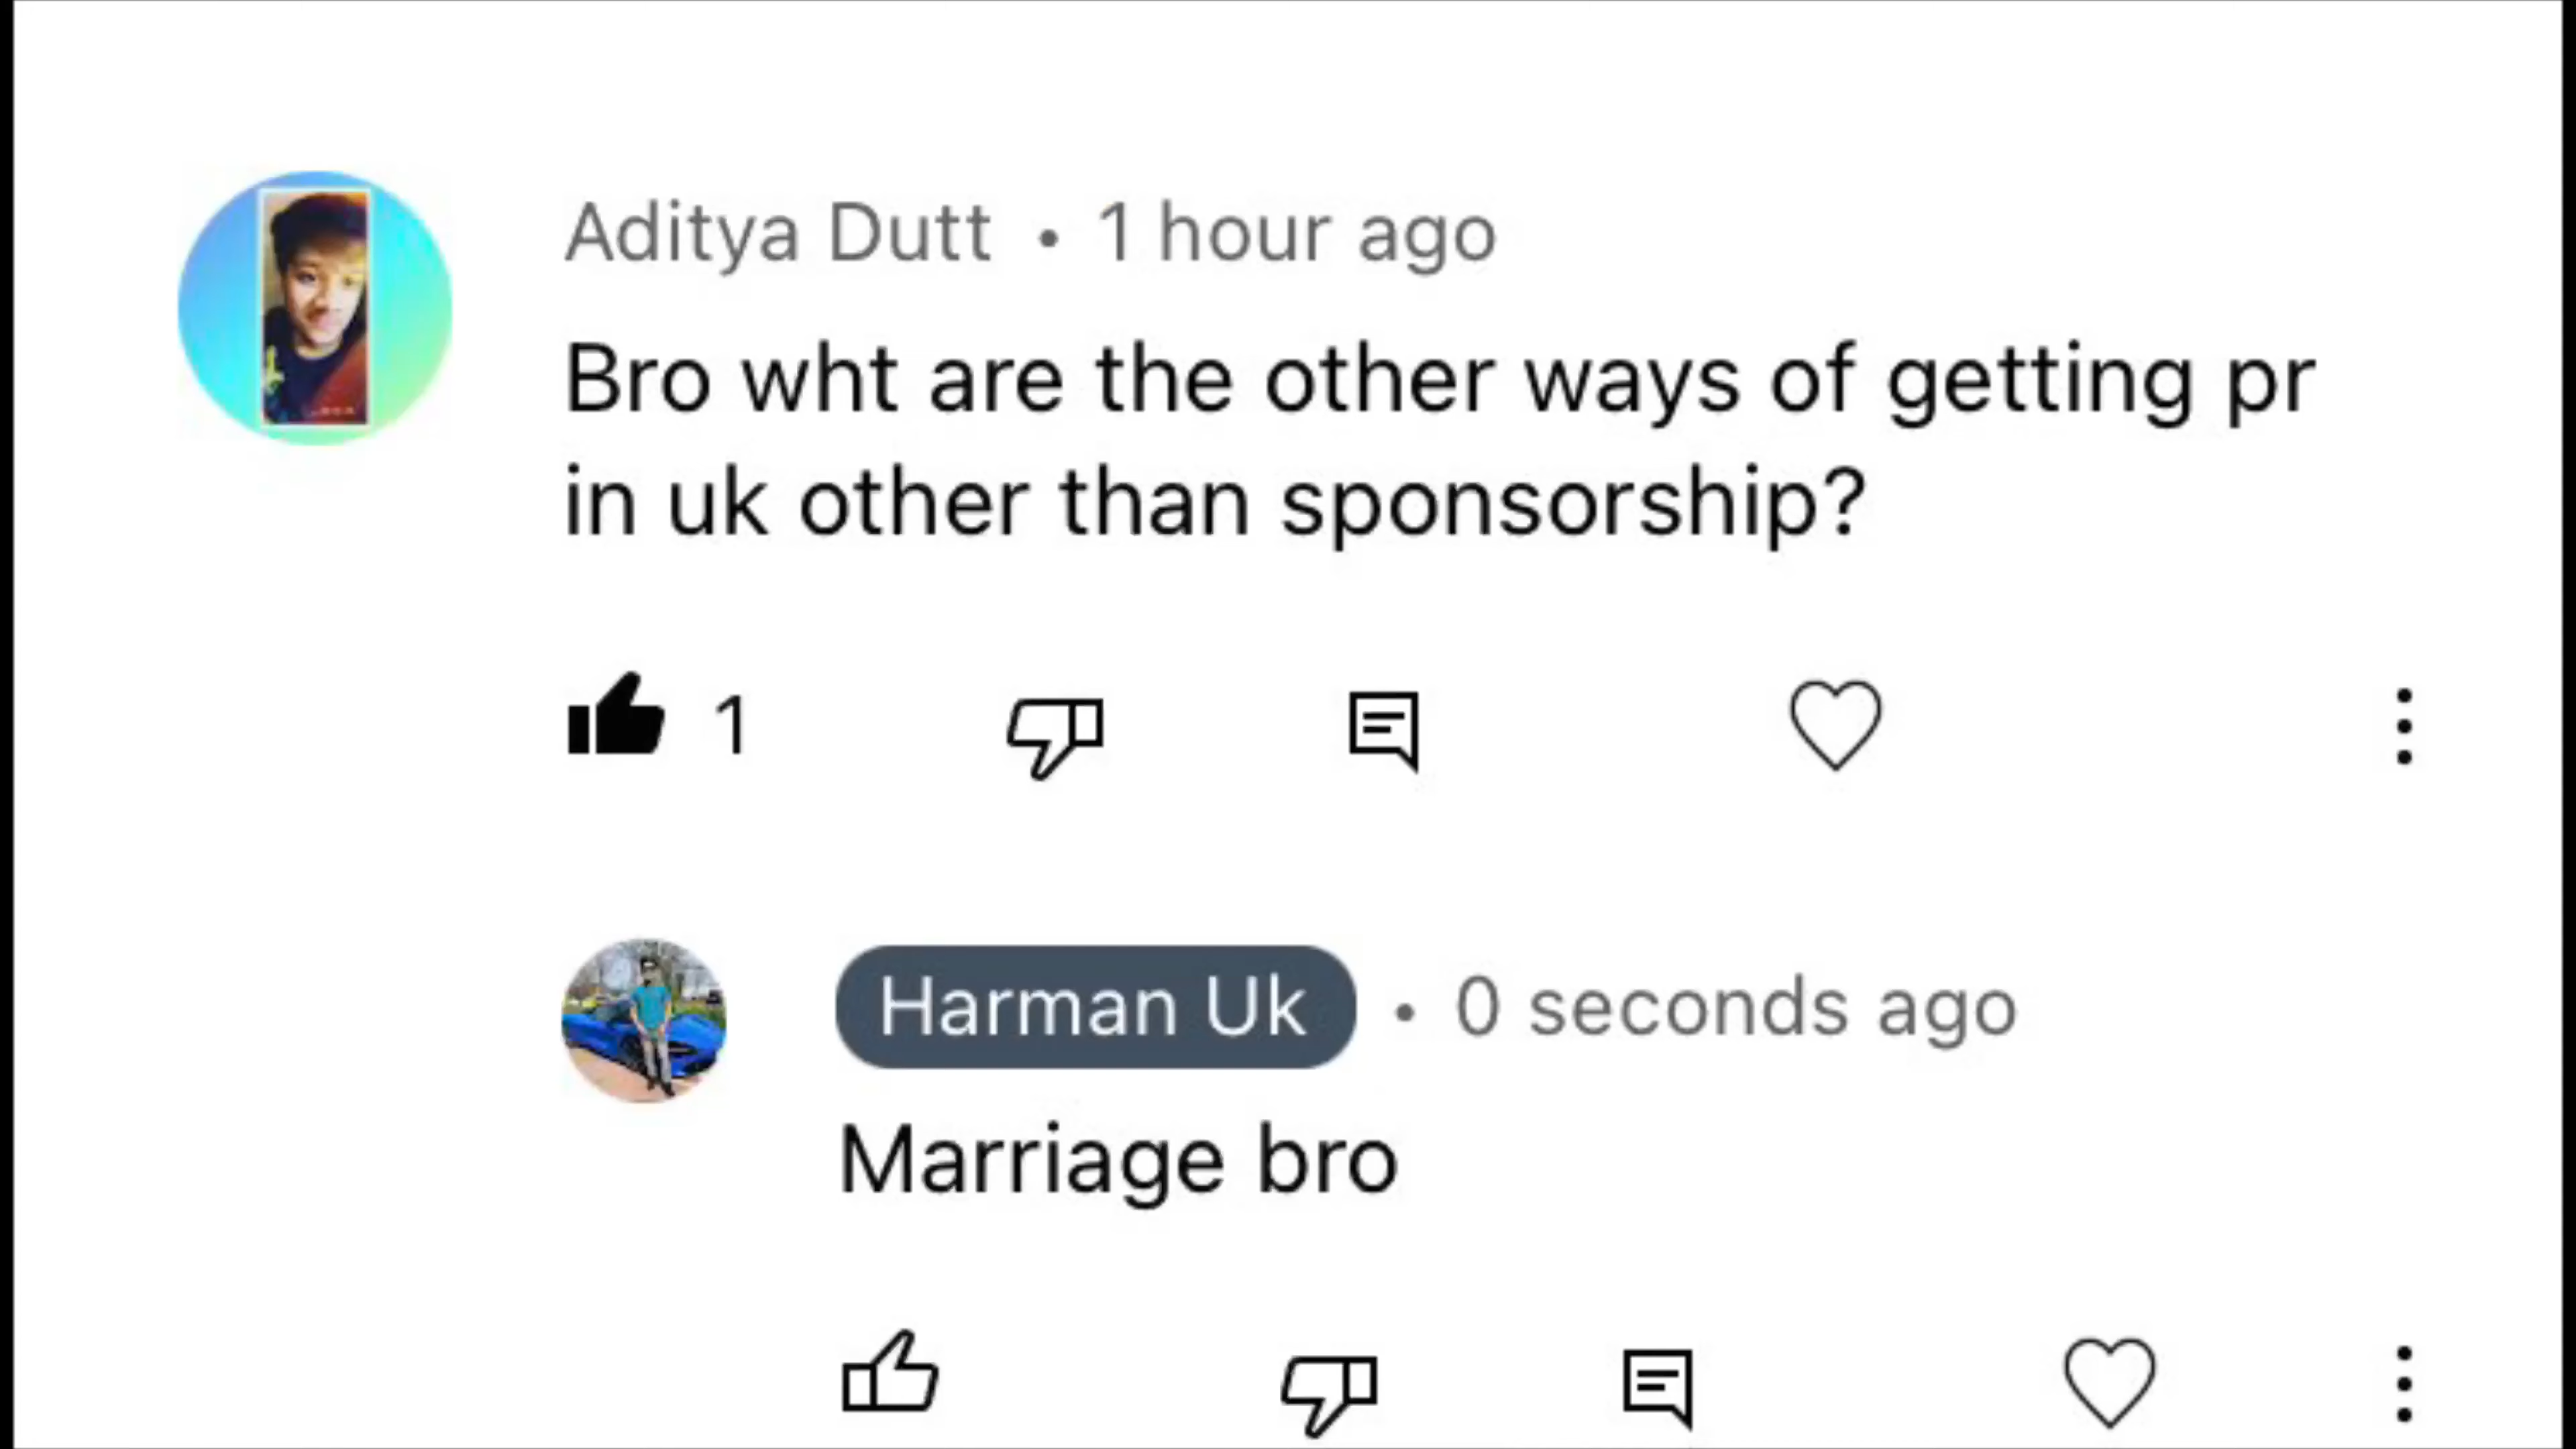 Aditya Dutt • 1 hour ago
Bro wht are the other ways of getting pr
in uk other than sponsorship?
1
Harman Uk • 0 seconds ago
Marriage bro